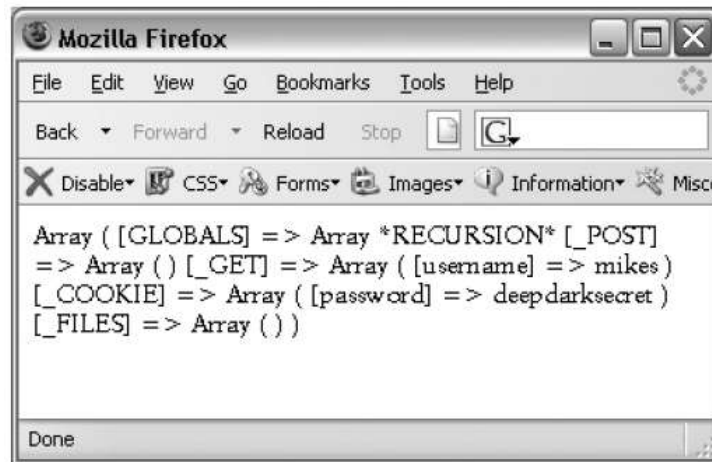 Mozilla Firefox
File Edit View Go Bookmarks Tools Help
Back Forward Reload Stop G
Disable CSS Forms Images Information Misc
Array ( [GLOBALS] => Array *RECURSION* [_POST]
=> Array ( ) [_GET] => Array ( [username] => mikes )
[_COOKIE] => Array ( [password] => deepdarksecret )
[_FILES] => Array ( ) )
Done